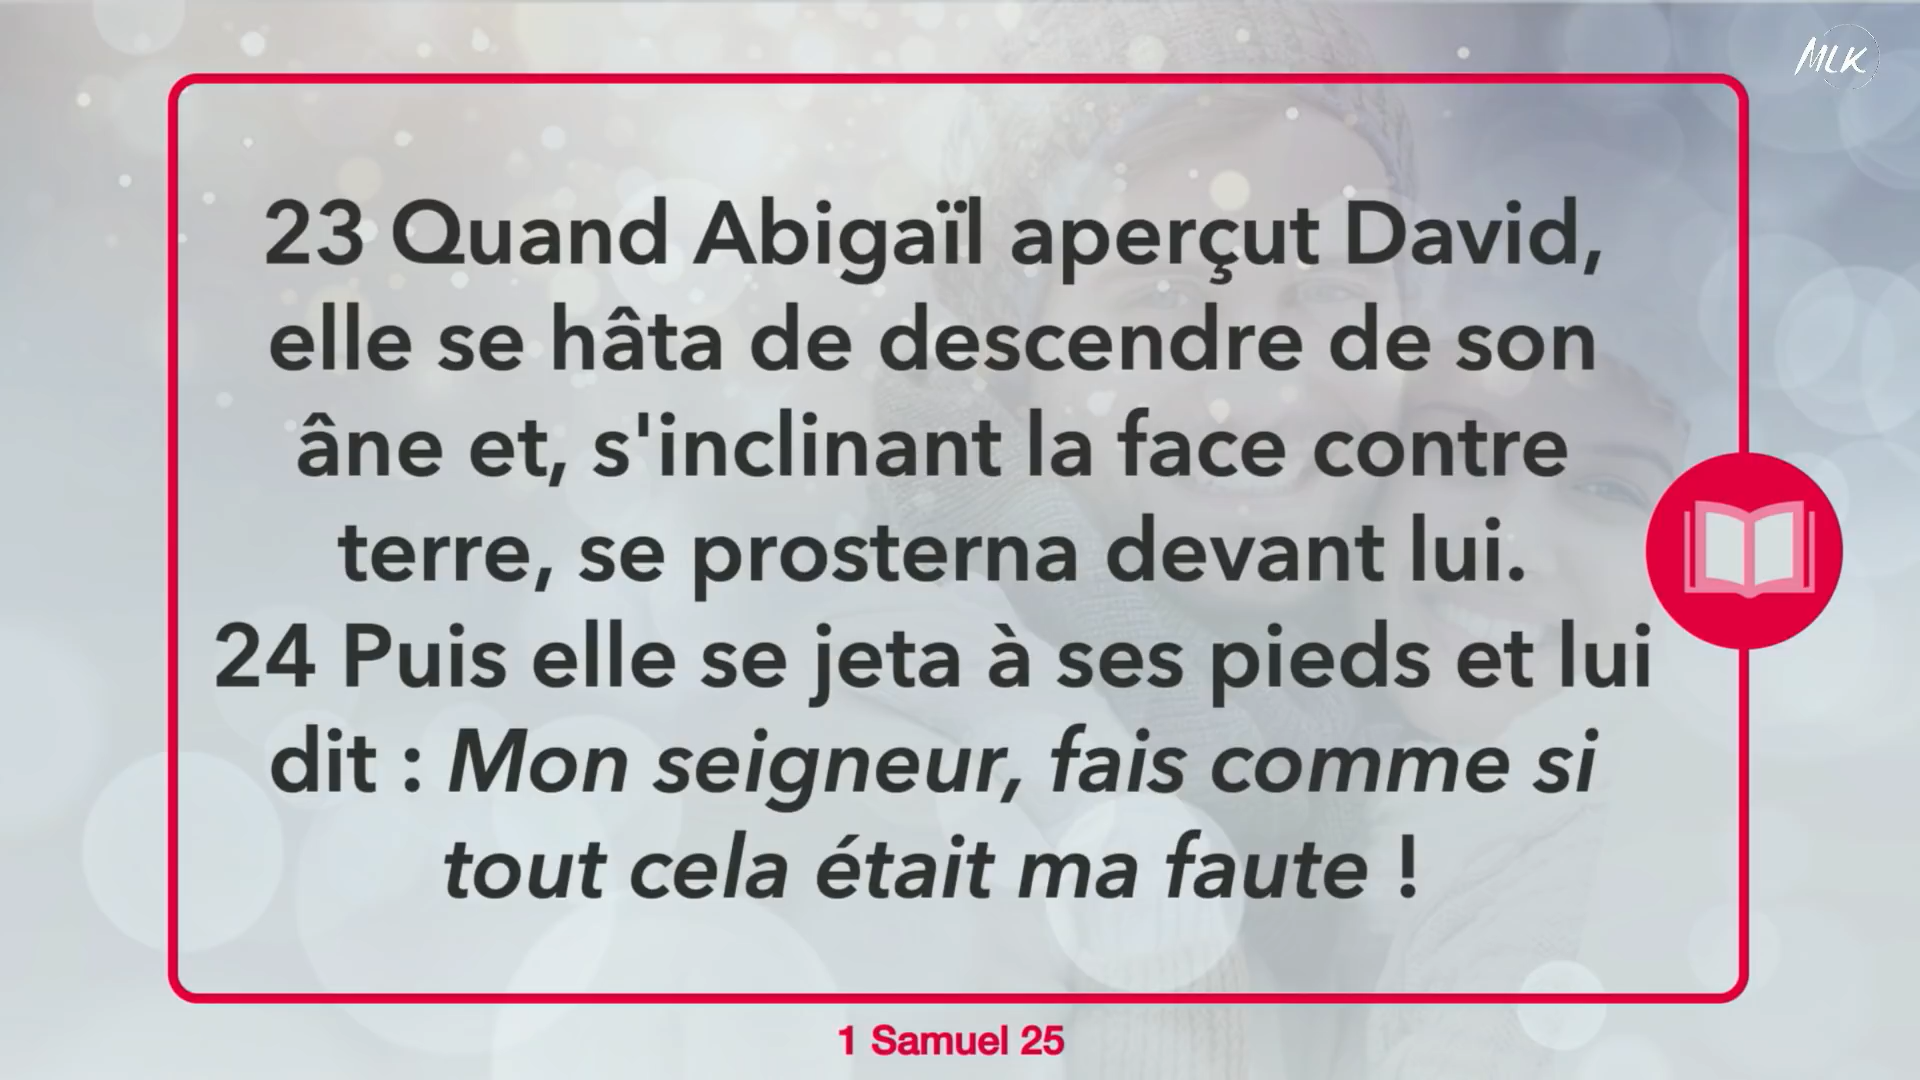 MLK
23 Quand Abigaïl aperçut David,
elle se hâta de descendre de son
âne et, s'inclinant la face contre
terre, se prosterna devant lui.
24 Puis elle se jeta à ses pieds et lui
dit : Mon seigneur, fais comme si
tout cela était ma faute !
1 Samuel 25